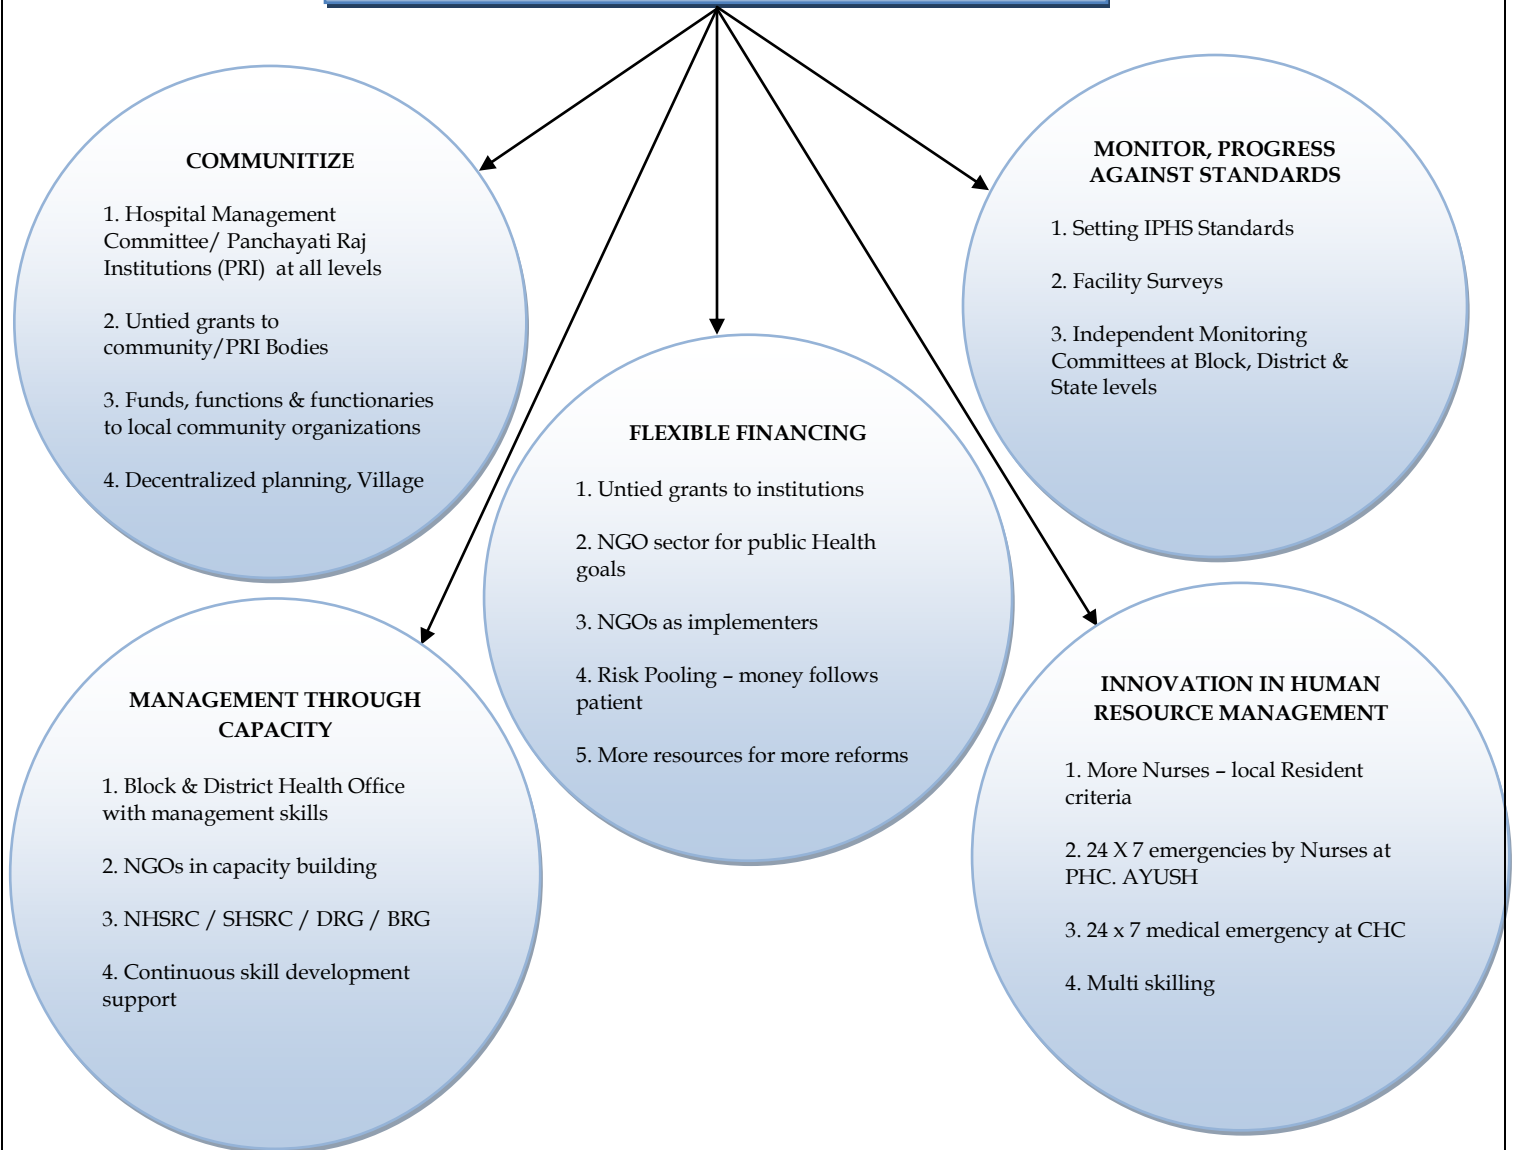 COMMUNITIZE
1. Hospital Management
Committee/ Panchayati Raj
Institutions (PRI) at all levels
2. Untied grants to
community/PRI Bodies
3. Funds, functions & functionaries
to local community organizations
4. Decentralized planning, Village
MONITOR, PROGRESS
AGAINST STANDARDS
1. Setting IPHS Standards
2. Facility Surveys
3. Independent Monitoring
Committees at Block, District &
State levels
FLEXIBLE FINANCING
1. Untied grants to institutions
2. NGO sector for public Health
goals
3. NGOs as implementers
4. Risk Pooling – money follows
patient
5. More resources for more reforms
MANAGEMENT THROUGH
CAPACITY
1. Block & District Health Office
with management skills
2. NGOs in capacity building
3. NHSRC / SHSRC / DRG / BRG
4. Continuous skill development
support
INNOVATION IN HUMAN
RESOURCE MANAGEMENT
1. More Nurses – local Resident
criteria
2. 24 X 7 emergencies by Nurses at
PHC. AYUSH
3. 24 x 7 medical emergency at CHC
4. Multi skilling